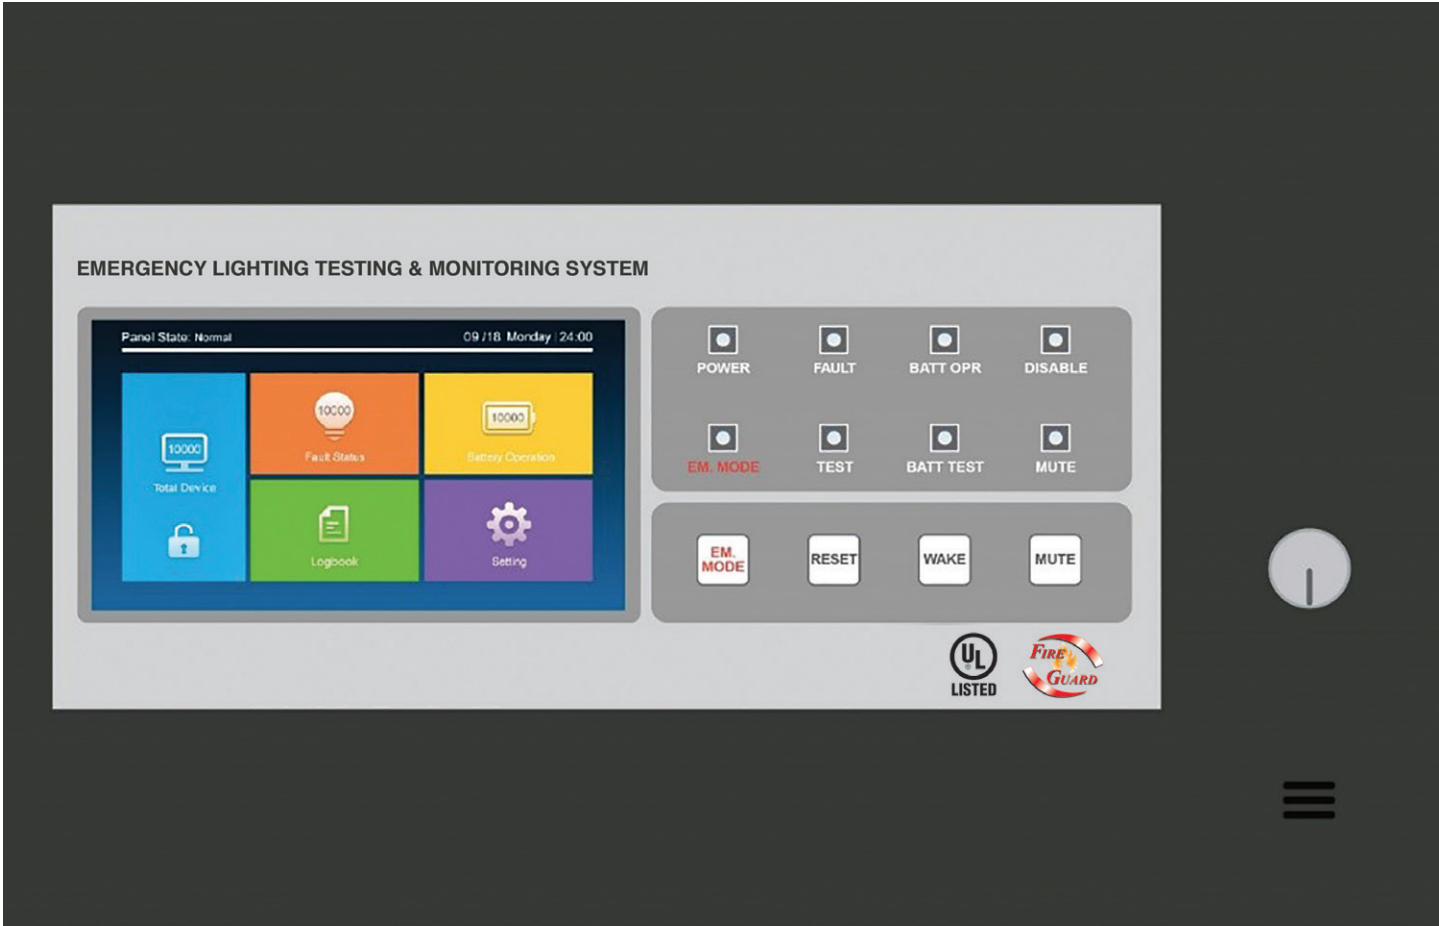 EMERGENCY LIGHTING TESTING & MONITORING SYSTEM
Panel State: Normal
09 /18 Monday | 24:00
10000
Total Device
10000
Fault Status
10000
Battery Operation
Logbook
Setting
POWER
FAULT
BATT OPR
DISABLE
EM. MODE
TEST
BATT TEST
MUTE
EM.
MODE
RESET
WAKE
MUTE
UL
LISTED
FIRE
GUARD